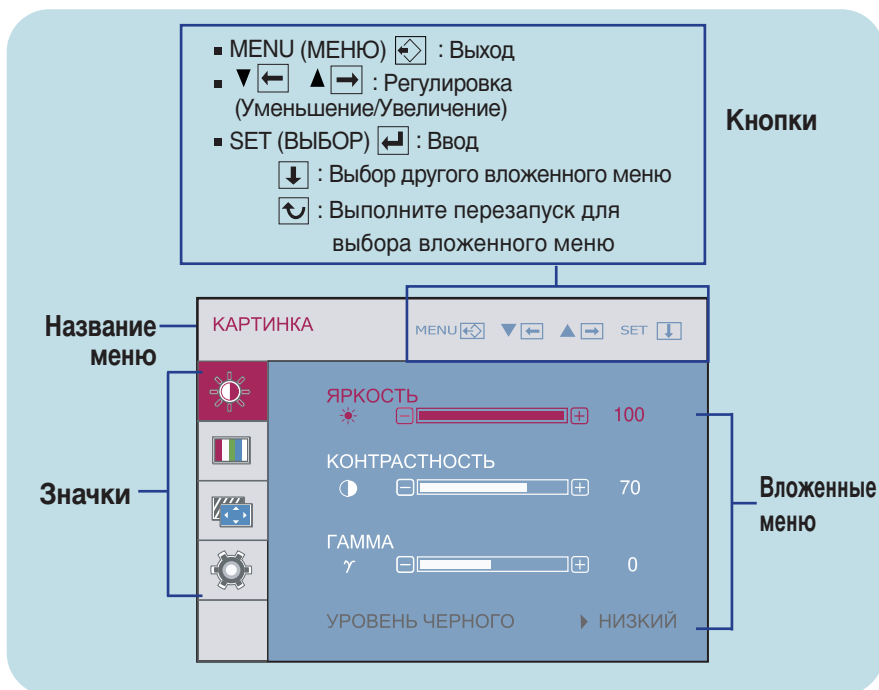 ▪ MENU (МЕНЮ) : Выход
▪ ▼ ← ▲ → : Регулировка
(Уменьшение/Увеличение)
▪ SET (ВЫБОР) : Ввод
↓ : Выбор другого вложенного меню
: Выполните перезапуск для
выбора вложенного меню
Кнопки
Название
меню
КАРТИНКА
MENU ▼ ← ▲ → SET ↓
Значки
ЯРКОСТЬ
100
КОНТРАСТНОСТЬ
70
ГАММА
γ 0
УРОВЕНЬ ЧЕРНОГО НИЗКИЙ
Вложенные
меню